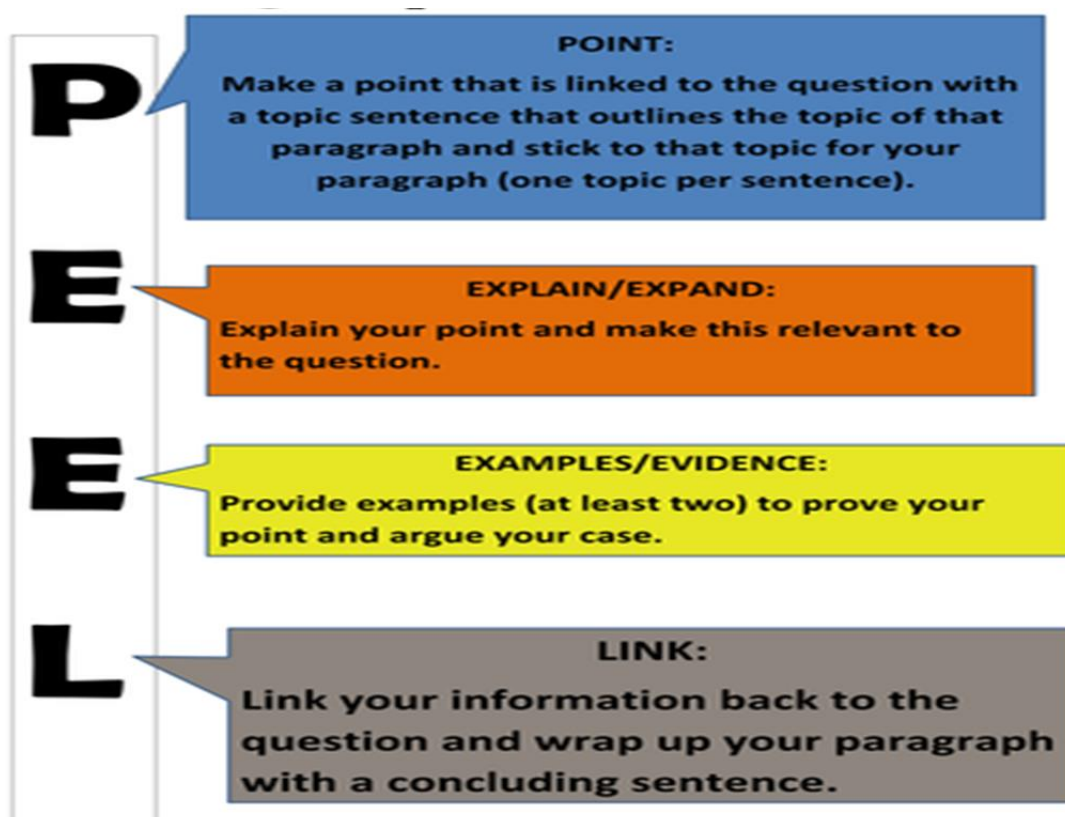 P
POINT:
Make a point that is linked to the question with
a topic sentence that outlines the topic of that
paragraph and stick to that topic for your
paragraph (one topic per sentence).
E
EXPLAIN/EXPAND:
Explain your point and make this relevant to
the question.
E
EXAMPLES/EVIDENCE:
Provide examples (at least two) to prove your
point and argue your case.
L
LINK:
Link your information back to the
question and wrap up your paragraph
with a concluding sentence.